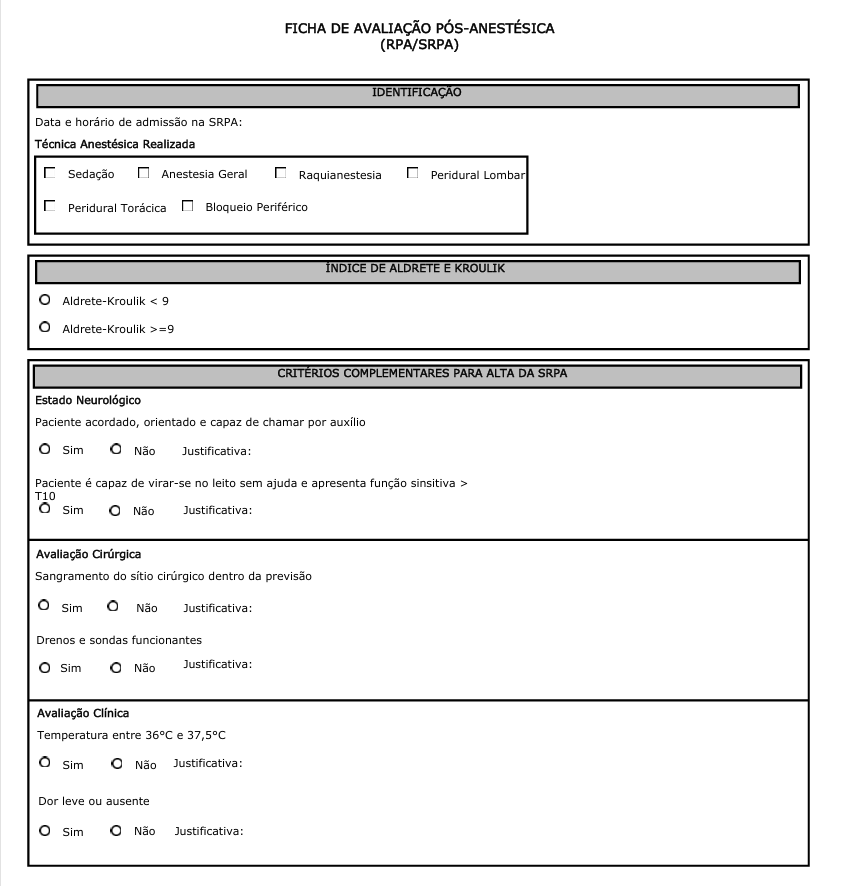 FICHA DE AVALIAÇÃO PÓS-ANESTÉSICA
(RPA/SRPA)
IDENTIFICAÇÃO
Data e horário de admissão na SRPA:
Técnica Anestésica Realizada
Sedação Anestesia Geral Raquianestesia Peridural Lombar
Peridural Torácica Bloqueio Periférico
ÍNDICE DE ALDRETE E KROULIK
Aldrete-Kroulik < 9
Aldrete-Kroulik >=9
CRITÉRIOS COMPLEMENTARES PARA ALTA DA SRPA
Estado Neurológico
Paciente acordado, orientado e capaz de chamar por auxílio
Sim Não Justificativa:
Paciente é capaz de virar-se no leito sem ajuda e apresenta função sinsitiva >
T10
Sim Não Justificativa:
Avaliação Cirúrgica
Sangramento do sítio cirúrgico dentro da previsão
Sim Não Justificativa:
Drenos e sondas funcionantes
Sim Não Justificativa:
Avaliação Clínica
Temperatura entre 36°C e 37,5°C
Sim Não Justificativa:
Dor leve ou ausente
Sim Não Justificativa: